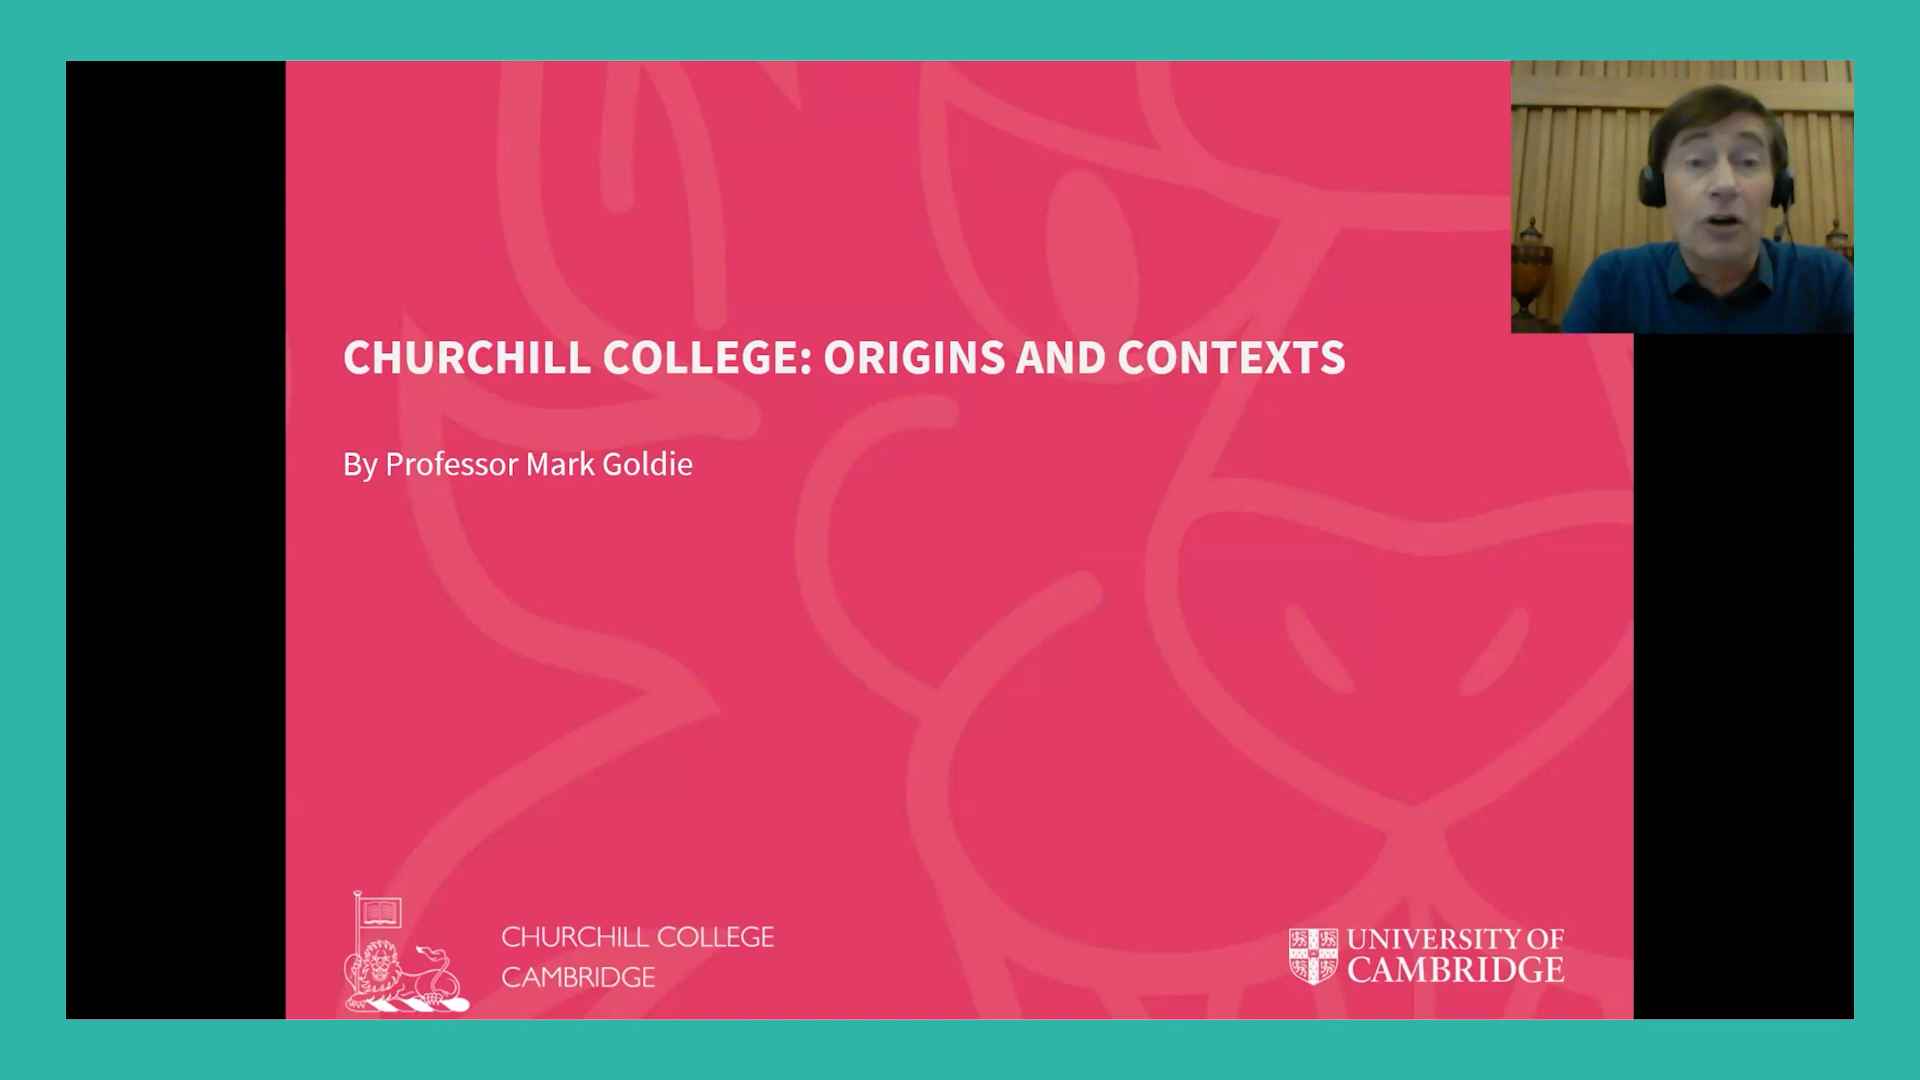 CHURCHILL COLLEGE: ORIGINS AND CONTEXTS
By Professor Mark Goldie
CHURCHILL COLLEGE
CAMBRIDGE
UNIVERSITY OF
CAMBRIDGE